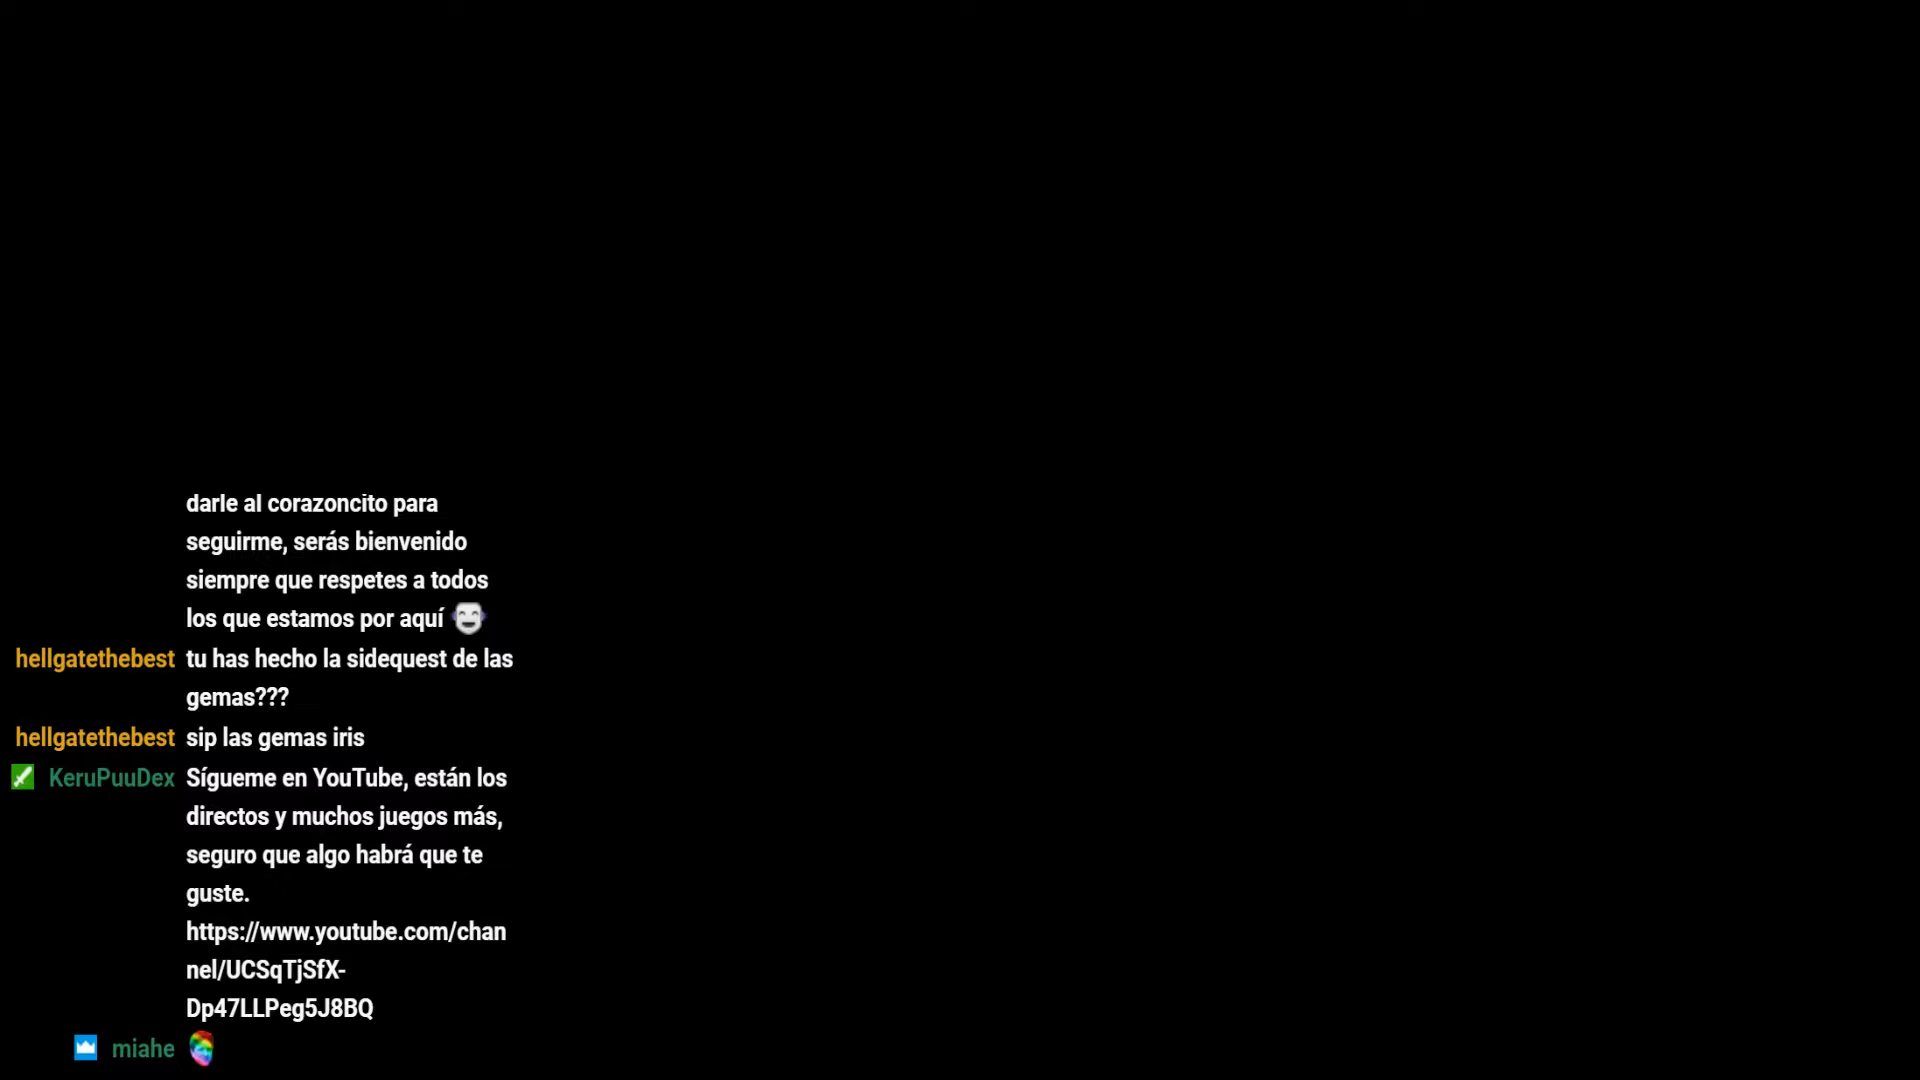 darle al corazoncito para
seguirme, serás bienvenido
siempre que respetes a todos
los que estamos por aquí
hellgatethebest tu has hecho la sidequest de las
gemas???
hellgatethebest sip las gemas iris
KeruPuuDex Sígueme en YouTube, están los
directos y muchos juegos más,
seguro que algo habrá que te
guste.
https://www.youtube.com/chan
nel/UCSqTjSfX-
Dp47LLPeg5J8BQ
miahe